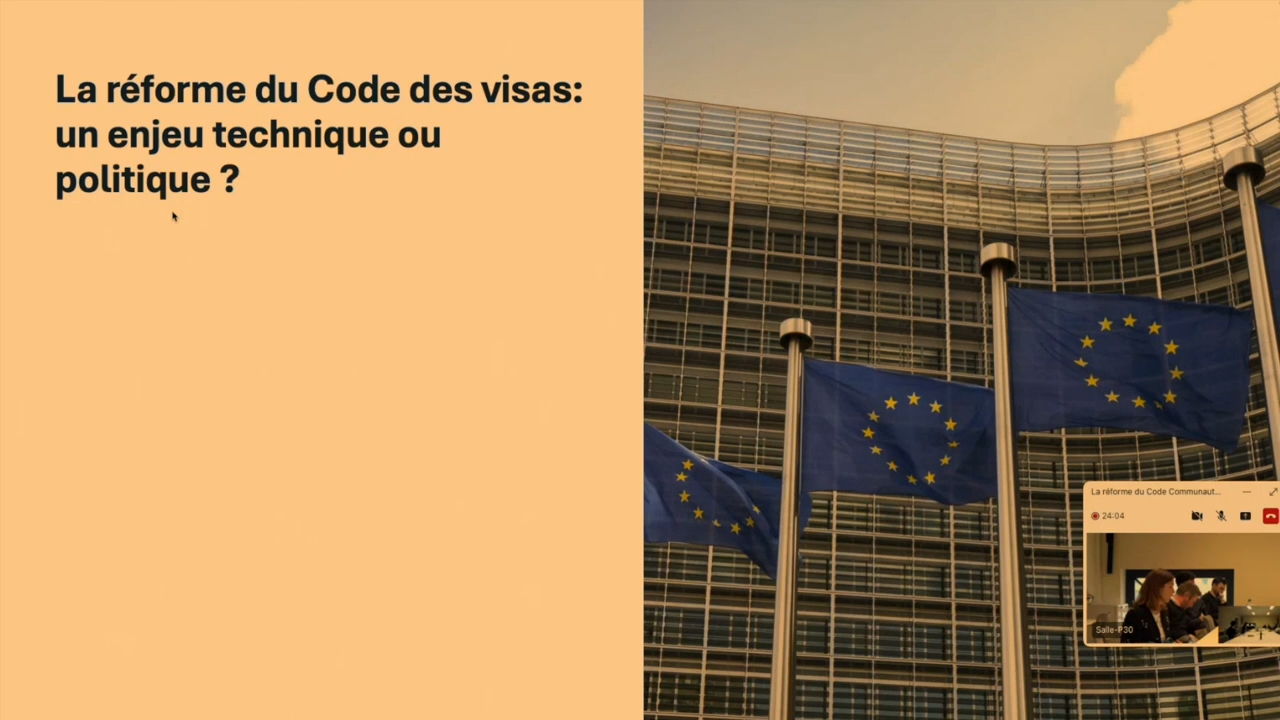 La réforme du Code des visas:
un enjeu technique ou
politique ?
La réforme du Code Communaut...
24:04
Salle-P30